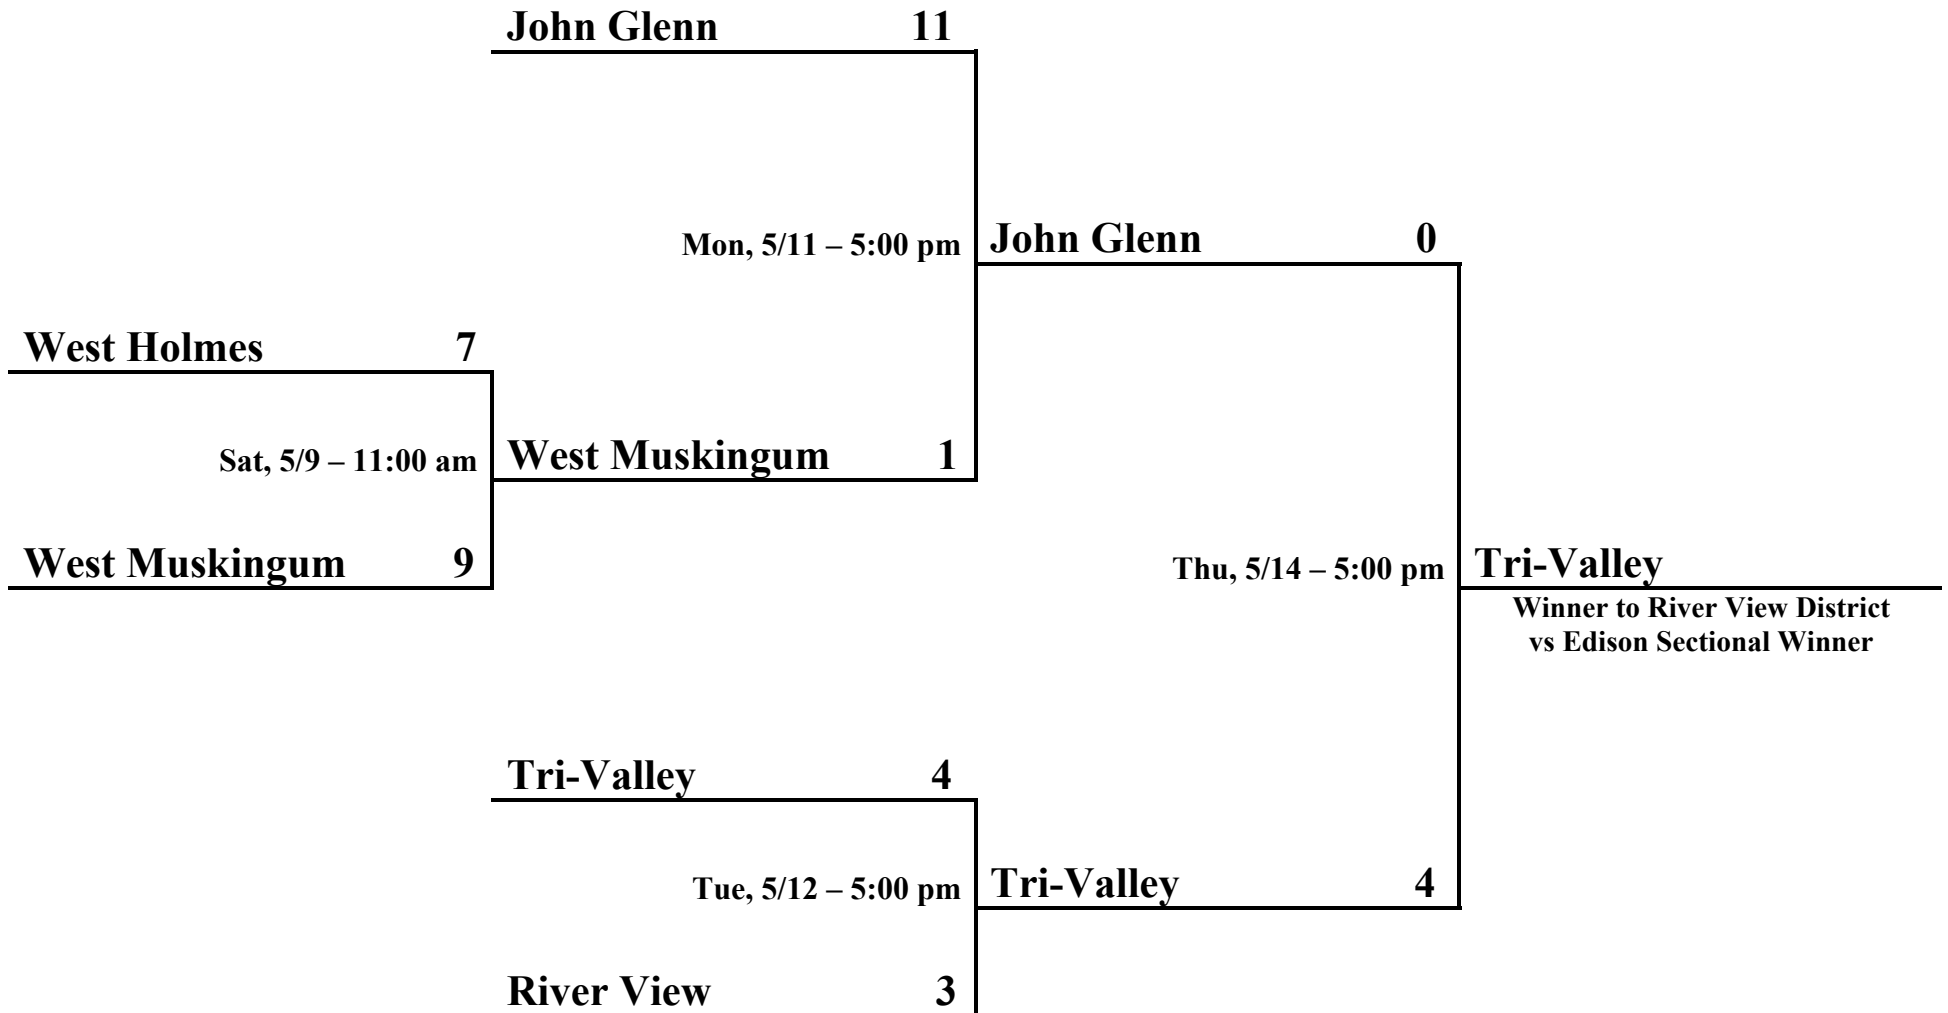 John Glenn 11
Mon, 5/11 – 5:00 pm
John Glenn 0
West Holmes 7
Sat, 5/9 – 11:00 am
West Muskingum 1
West Muskingum 9
Thu, 5/14 – 5:00 pm
Tri-Valley
Winner to River View District
vs Edison Sectional Winner
Tri-Valley 4
Tue, 5/12 – 5:00 pm
Tri-Valley 4
River View 3